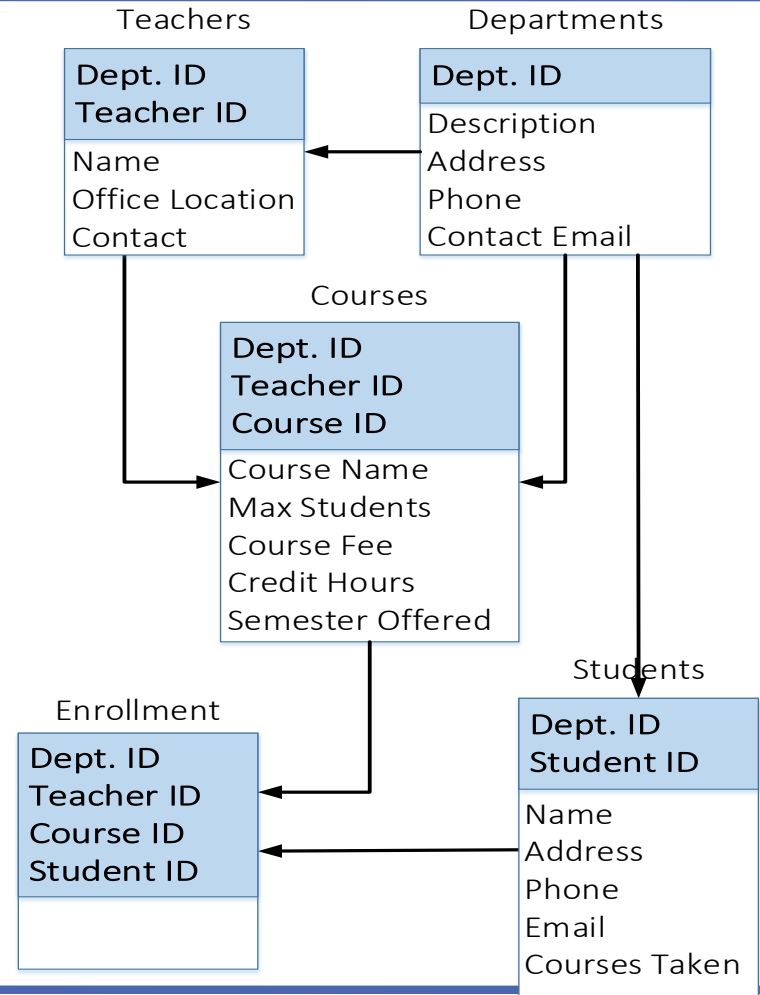 Teachers
Dept. ID
Teacher ID
Name
Office Location
Contact
Departments
Dept. ID
Description
Address
Phone
Contact Email
Courses
Dept. ID
Teacher ID
Course ID
Course Name
Max Students
Course Fee
Credit Hours
Semester Offered
Enrollment
Dept. ID
Teacher ID
Course ID
Student ID
Students
Dept. ID
Student ID
Name
Address
Phone
Email
Courses Taken